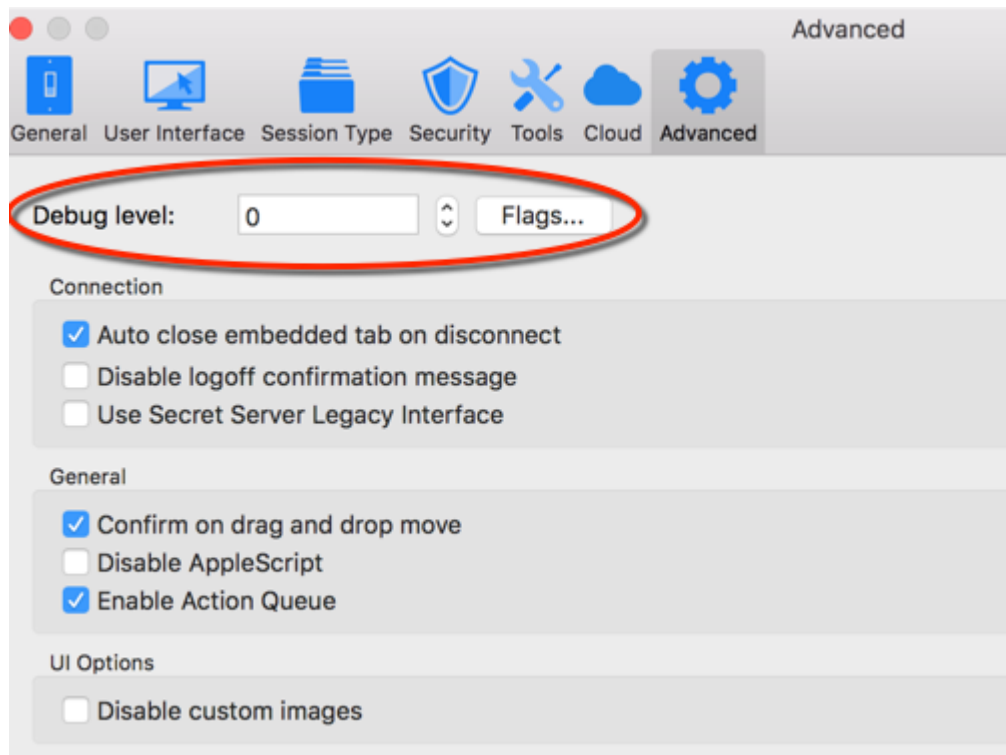 Advanced
General User Interface Session Type Security Tools Cloud Advanced
Debug level: 0 Flags...
Connection
Auto close embedded tab on disconnect
Disable logoff confirmation message
Use Secret Server Legacy Interface
General
Confirm on drag and drop move
Disable AppleScript
Enable Action Queue
UI Options
Disable custom images